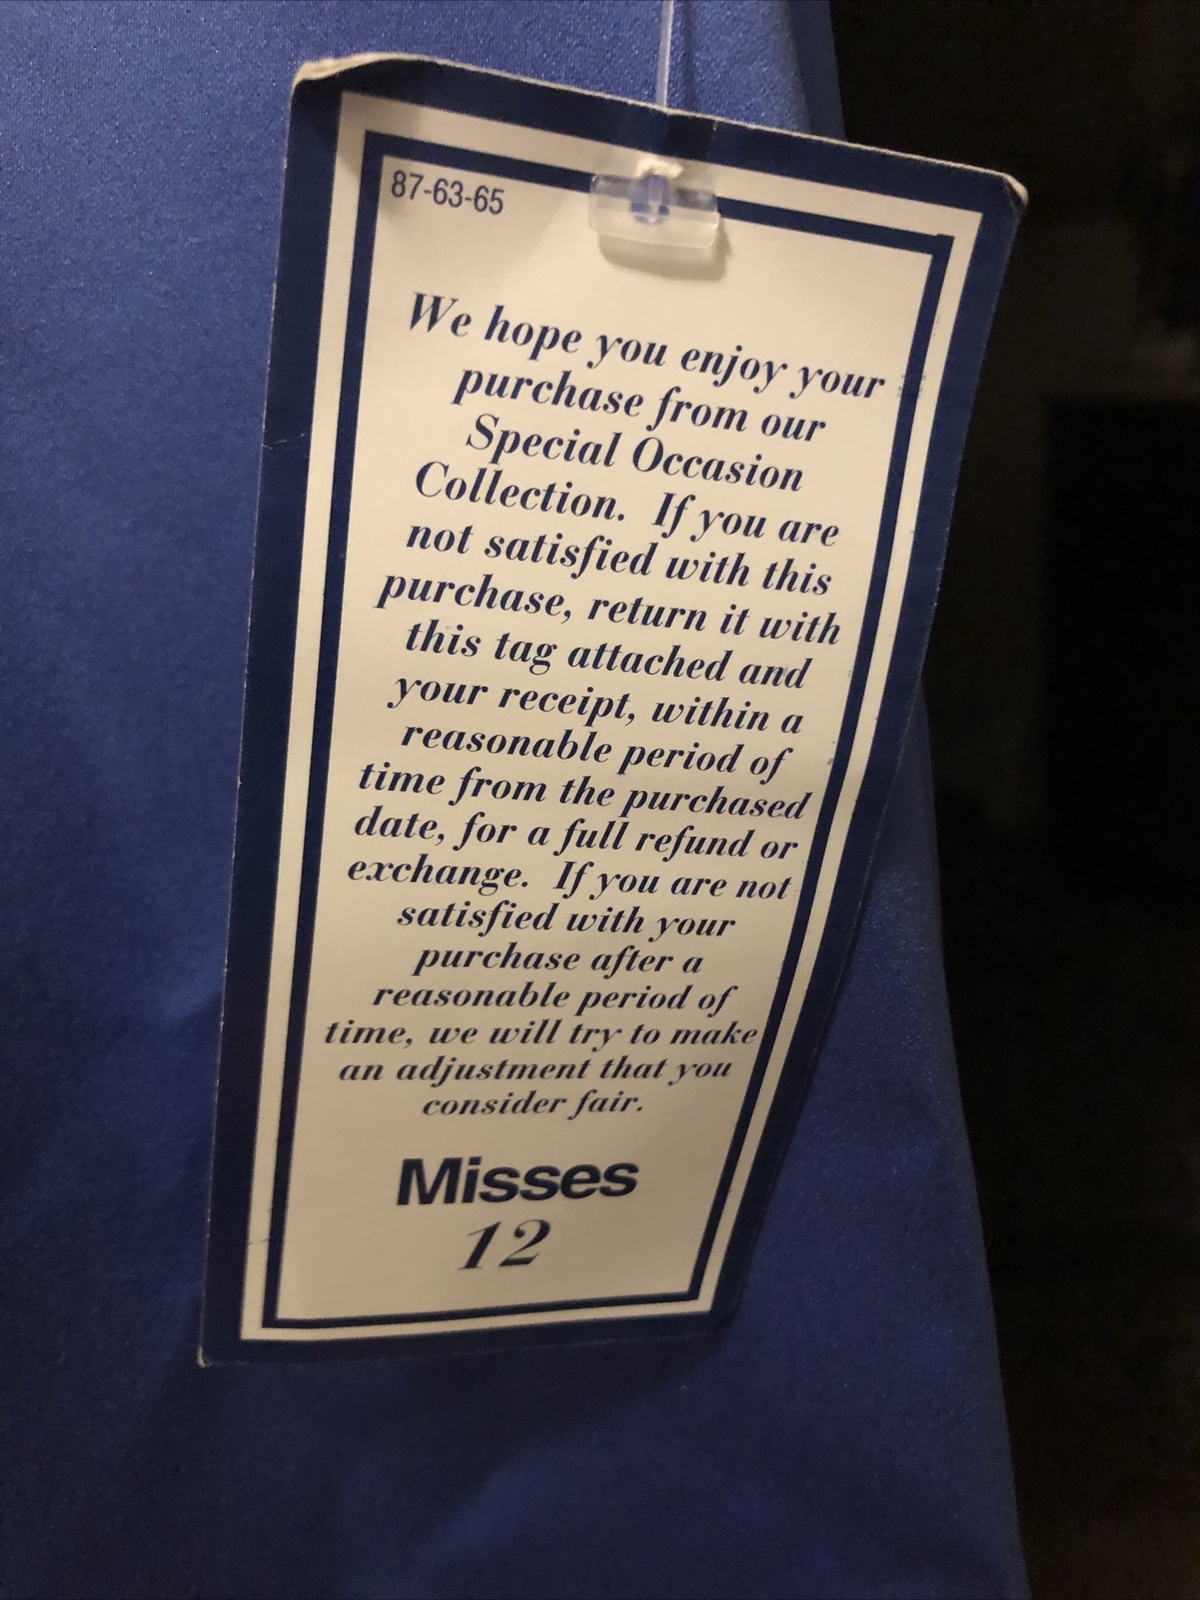 87-63-65
We hope you enjoy your
purchase from our
Special Occasion
Collection. If you are
not satisfied with this
purchase, return it with
this tag attached and
your receipt, within a
reasonable period of
time from the purchased
date, for a full refund or
exchange. If you are not
satisfied with your
purchase after a
reasonable period of
time, we will try to make
an adjustment that you
consider fair.
Misses
12